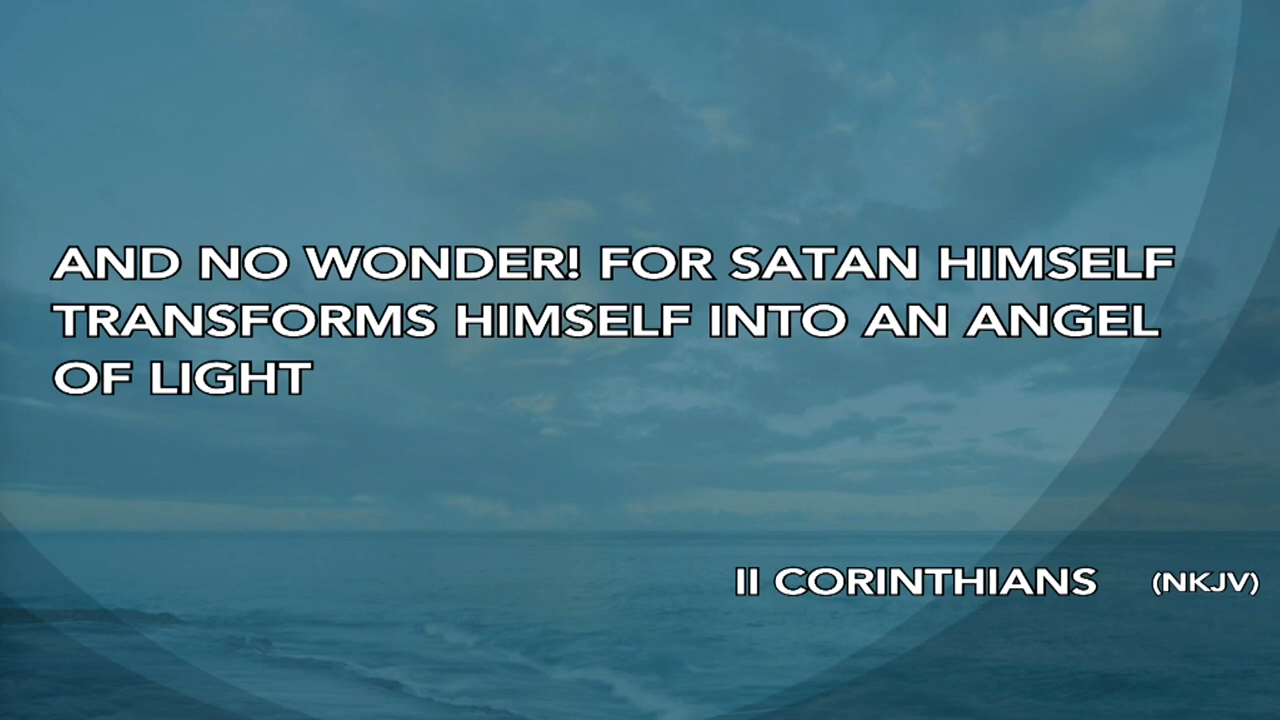 AND NO WONDER! FOR SATAN HIMSELF
TRANSFORMS HIMSELF INTO AN ANGEL
OF LIGHT
II CORINTHIANS (NKJV)